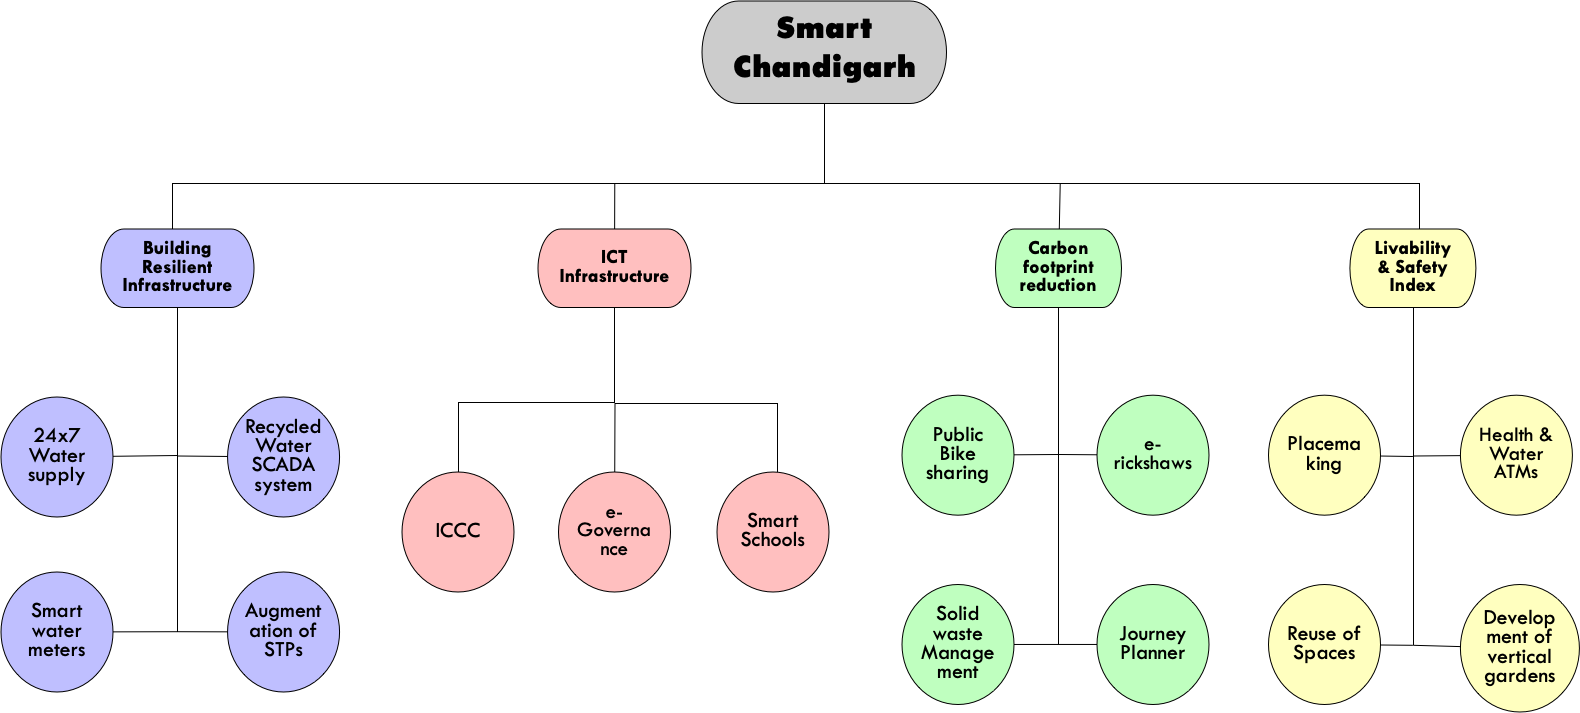 Smart
Chandigarh
Building
Resilient
Infrastructure
ICT
Infrastructure
Carbon
footprint
reduction
Livability
& Safety
Index
24x7
Water
supply
Recycled
Water
SCADA
system
Smart
water
meters
Augment
ation of
STPs
ICCC
e-
Governa
nce
Smart
Schools
Public
Bike
sharing
e-
rickshaws
Solid
waste
Manage
ment
Journey
Planner
Placema
king
Health &
Water
ATMs
Reuse of
Spaces
Develop
ment of
vertical
gardens